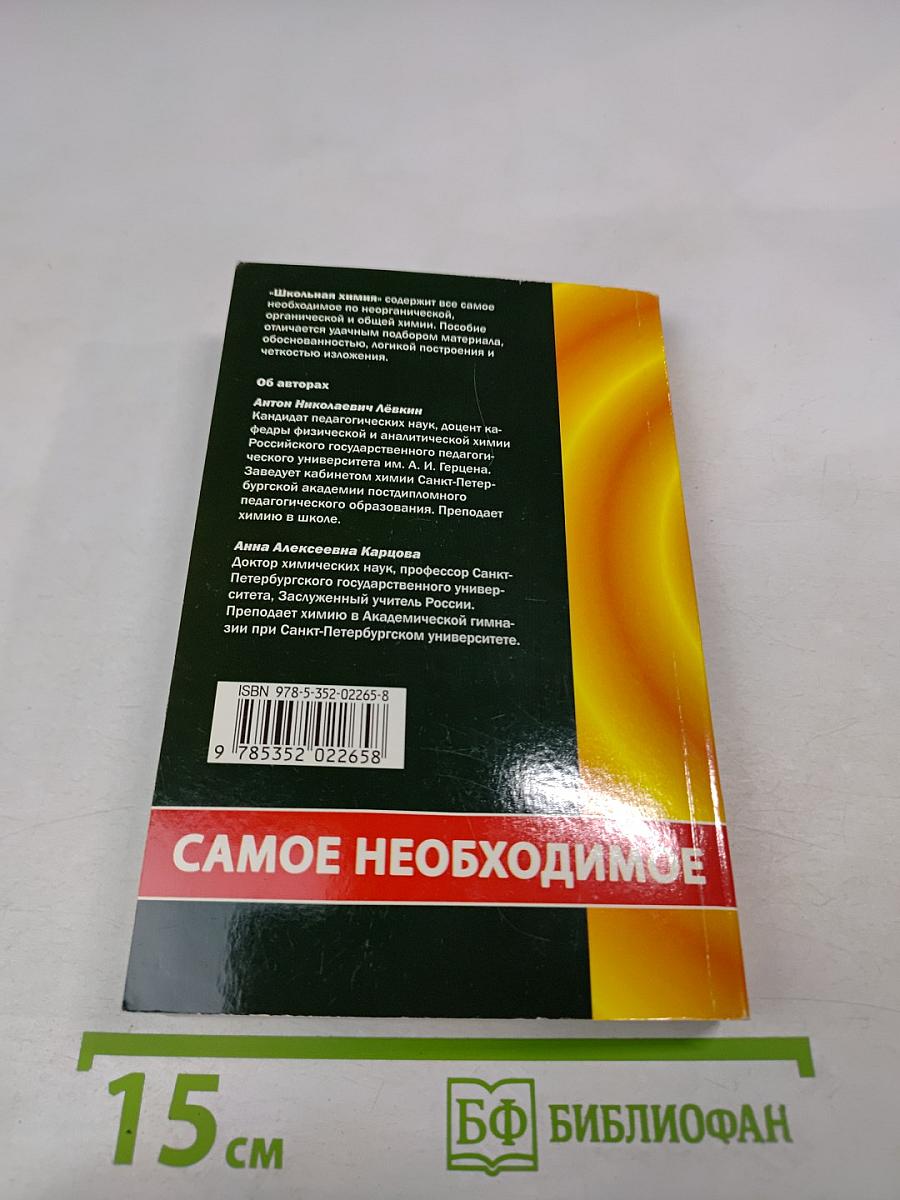 «Школьная химия» содержит все самое
необходимое по неорганической,
органической и общей химии. Пособие
отличается удачным подбором материала,
обоснованностью, логикой построения и
четкостью изложения.
Об авторах
Антон Николаевич Лёвкин
Кандидат педагогических наук, доцент ка-
федры физической и аналитической химии
Российского государственного педагоги-
ческого университета им. А. И. Герцена.
Заведует кабинетом химии Санкт-Петер-
бургской академии постдипломного
педагогического образования. Преподает
химию в школе.
Анна Алексеевна Карцова
Доктор химических наук, профессор Санкт-
Петербургского государственного универ-
ситета, Заслуженный учитель России.
Преподает химию в Академической гимна-
зии при Санкт-Петербургском университете.
ISBN 978-5-352-02265-8
9 785352 022658
САМОЕ НЕОБХОДИМОЕ
15 см
БФ БИБЛИОФАН